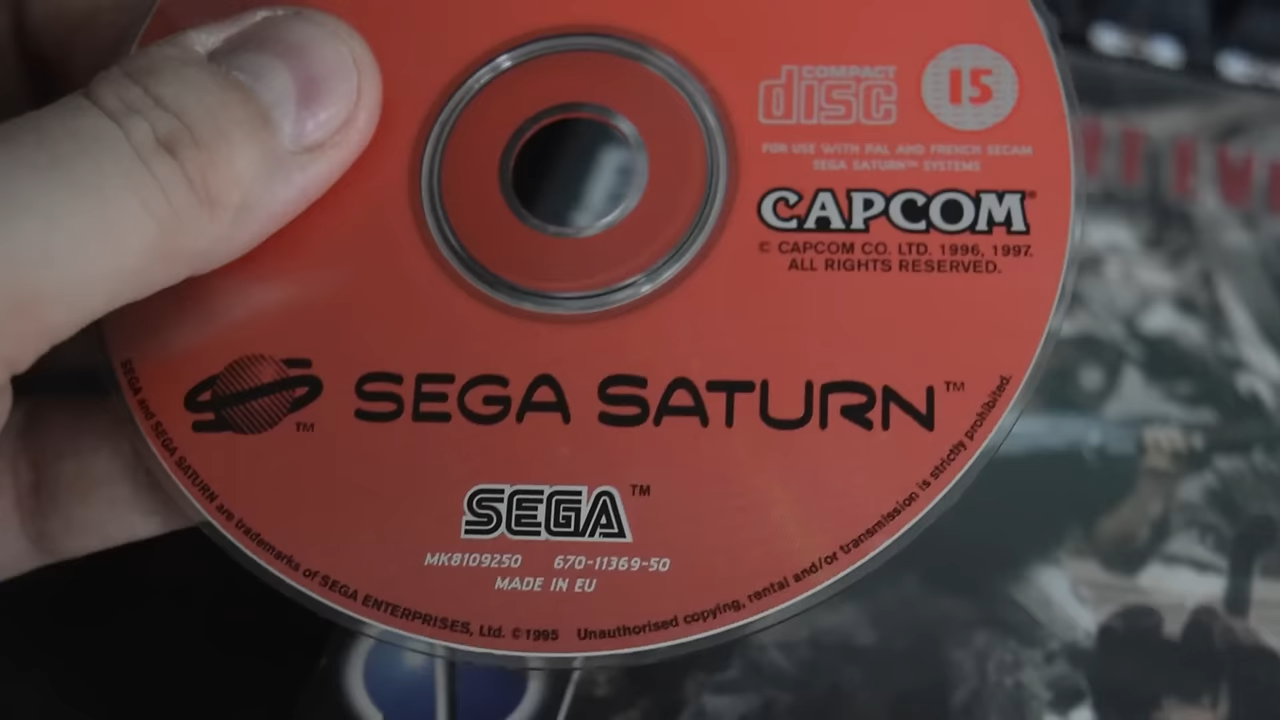 COMPACT
disc
15
FOR USE WITH PAL AND FRENCH SECAM
SEGA SATURN™ SYSTEMS
CAPCOM®
© CAPCOM CO. LTD. 1996, 1997.
ALL RIGHTS RESERVED.
SEGA SATURN™
TM
SEGA™
MK8109250 670-11369-50
MADE IN EU
SEGA and SEGA SATURN are trademarks of SEGA ENTERPRISES, Ltd. ©1995 Unauthorised copying, rental and/or transmission is strictly prohibited.